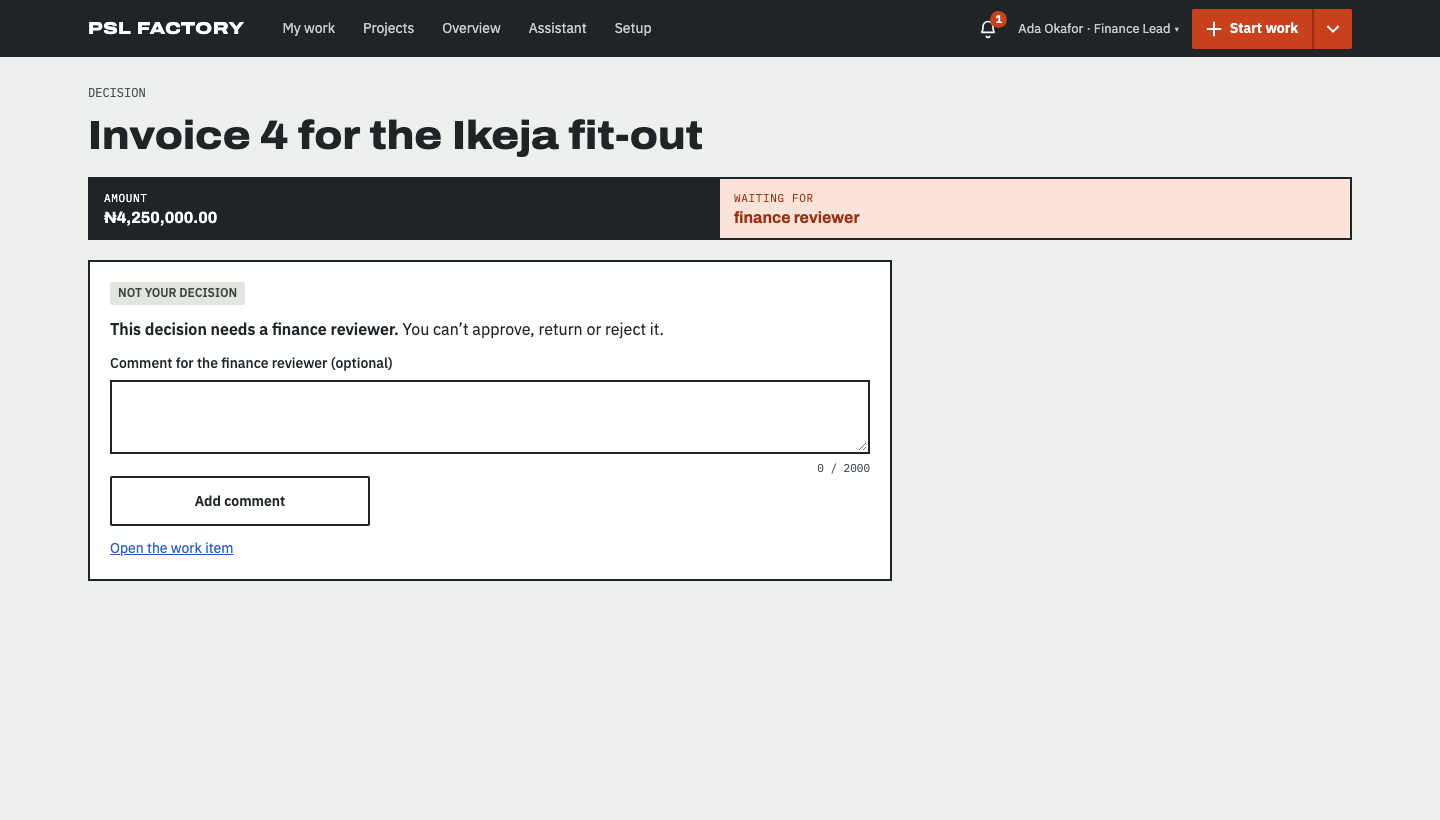 PSL FACTORY
My work
Projects
Overview
Assistant
Setup
1
Ada Okafor · Finance Lead ▾
Start work
DECISION
Invoice 4 for the Ikeja fit-out
AMOUNT
₦4,250,000.00
WAITING FOR
finance reviewer
NOT YOUR DECISION
This decision needs a finance reviewer. You can’t approve, return or reject it.
Comment for the finance reviewer (optional)
0 / 2000
Add comment
Open the work item